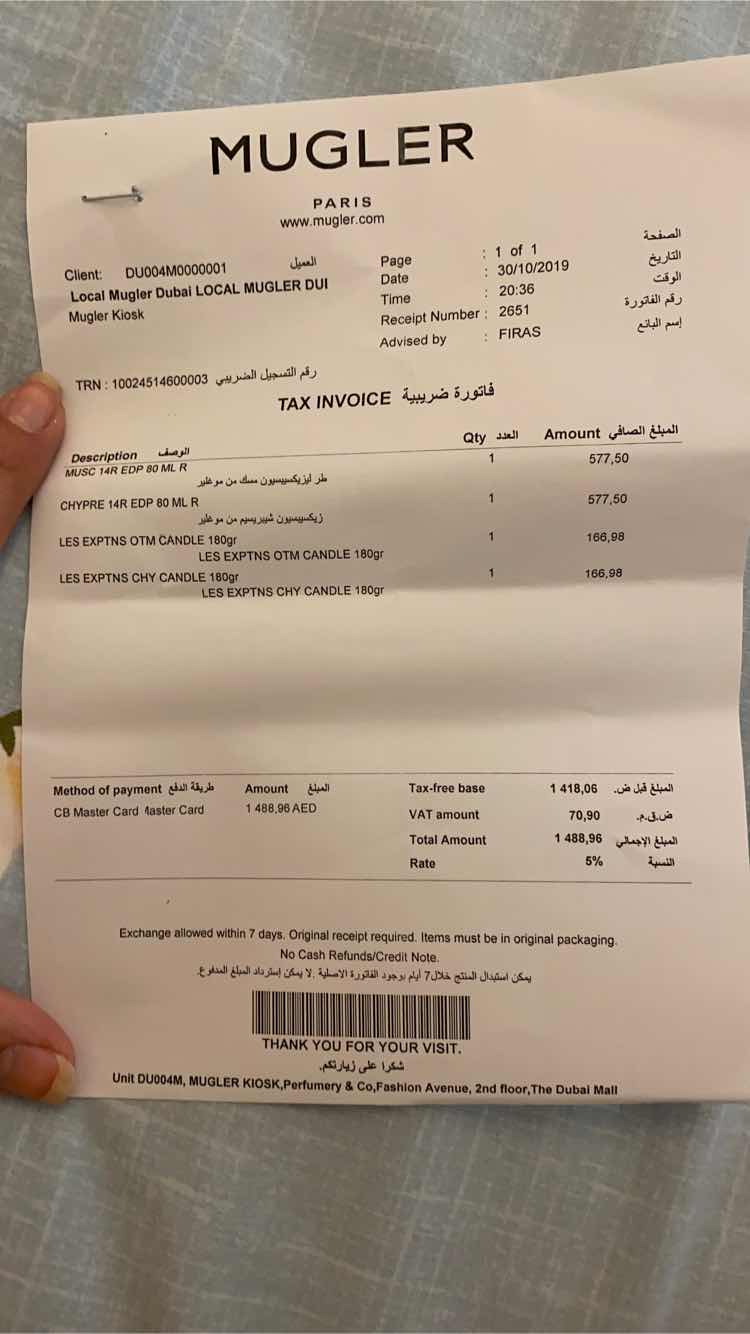 MUGLER
PARIS
www.mugler.com
Client: DU004M0000001 العميل
Local Mugler Dubai LOCAL MUGLER DUI
Mugler Kiosk
Page : 1 of 1 الصفحة
Date : 30/10/2019 التاريخ
Time : 20:36 الوقت
Receipt Number : 2651 رقم الفاتورة
Advised by : FIRAS إسم البائع
TRN : 10024514600003 رقم التسجيل الضريبي
TAX INVOICE فاتورة ضريبية
Description الوصف Qty العدد Amount المبلغ الصافي
MUSC 14R EDP 80 ML R 1 577,50
طر ليزيكسيبسيون مسك من موغلير
CHYPRE 14R EDP 80 ML R 1 577,50
زيكسيبسيون شيبريسيم من موغلير
LES EXPTNS OTM CANDLE 180gr 1 166,98
LES EXPTNS OTM CANDLE 180gr
LES EXPTNS CHY CANDLE 180gr 1 166,98
LES EXPTNS CHY CANDLE 180gr
Method of payment طريقة الدفع Amount المبلغ
CB Master Card Master Card 1 488,96 AED
Tax-free base 1 418,06 المبلغ قبل ض.
VAT amount 70,90 ض.ق.م.
Total Amount 1 488,96 المبلغ الإجمالي
Rate 5% النسبة
Exchange allowed within 7 days. Original receipt required. Items must be in original packaging.
No Cash Refunds/Credit Note.
يمكن استبدال المنتج خلال 7 أيام بوجود الفاتورة الاصلية .لا يمكن إسترداد المبلغ المدفوع.
THANK YOU FOR YOUR VISIT.
شكرا على زيارتكم.
Unit DU004M, MUGLER KIOSK,Perfumery & Co,Fashion Avenue, 2nd floor,The Dubai Mall